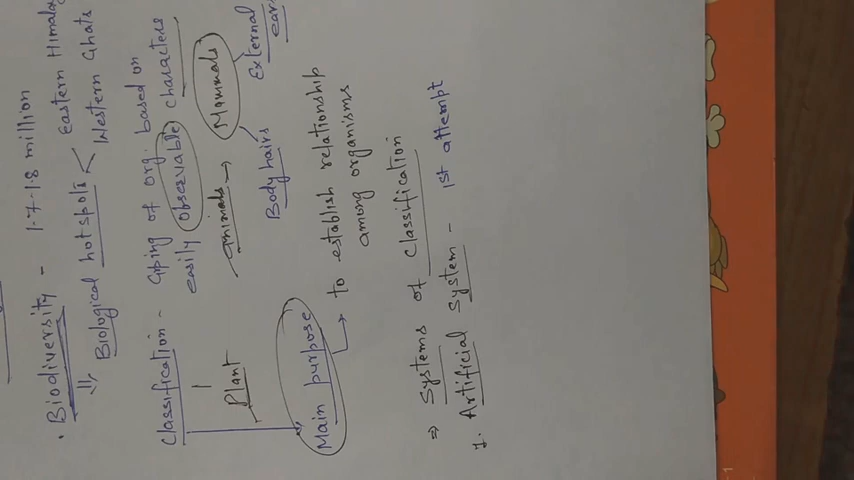 • Biodiversity - 1.7-1.8 million
Biological hotspots < Eastern Himala
Western Ghats
Classification - Gping of org. based on
easily observable characters
Plant animals → Mammals
Body hairs External ears
Main purpose
→ to establish relationship
among organisms
⇒ Systems of Classification
1. Artificial System - 1st attempt